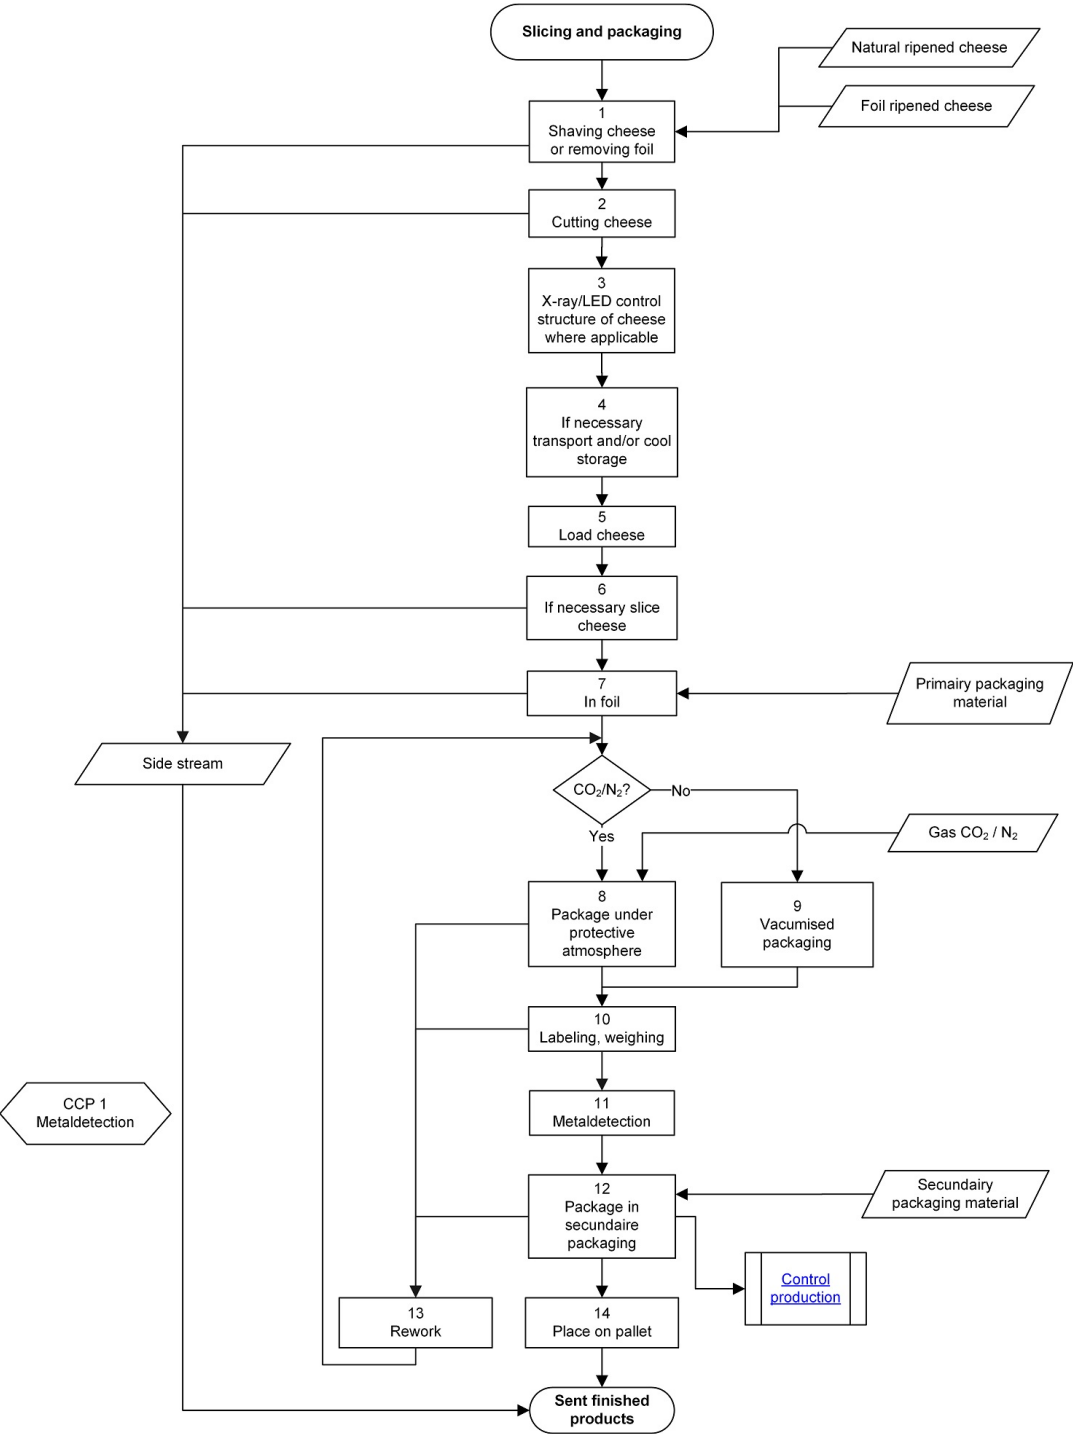 Slicing and packaging
Natural ripened cheese
Foil ripened cheese
1
Shaving cheese
or removing foil
2
Cutting cheese
3
X-ray/LED control
structure of cheese
where applicable
4
If necessary
transport and/or cool
storage
5
Load cheese
6
If necessary slice
cheese
7
In foil
Primairy packaging
material
Side stream
CO₂/N₂?
No
Yes
Gas CO₂ / N₂
8
Package under
protective
atmosphere
9
Vacumised
packaging
10
Labeling, weighing
CCP 1
Metaldetection
11
Metaldetection
12
Package in
secundaire
packaging
Secundairy
packaging material
Control
production
13
Rework
14
Place on pallet
Sent finished
products